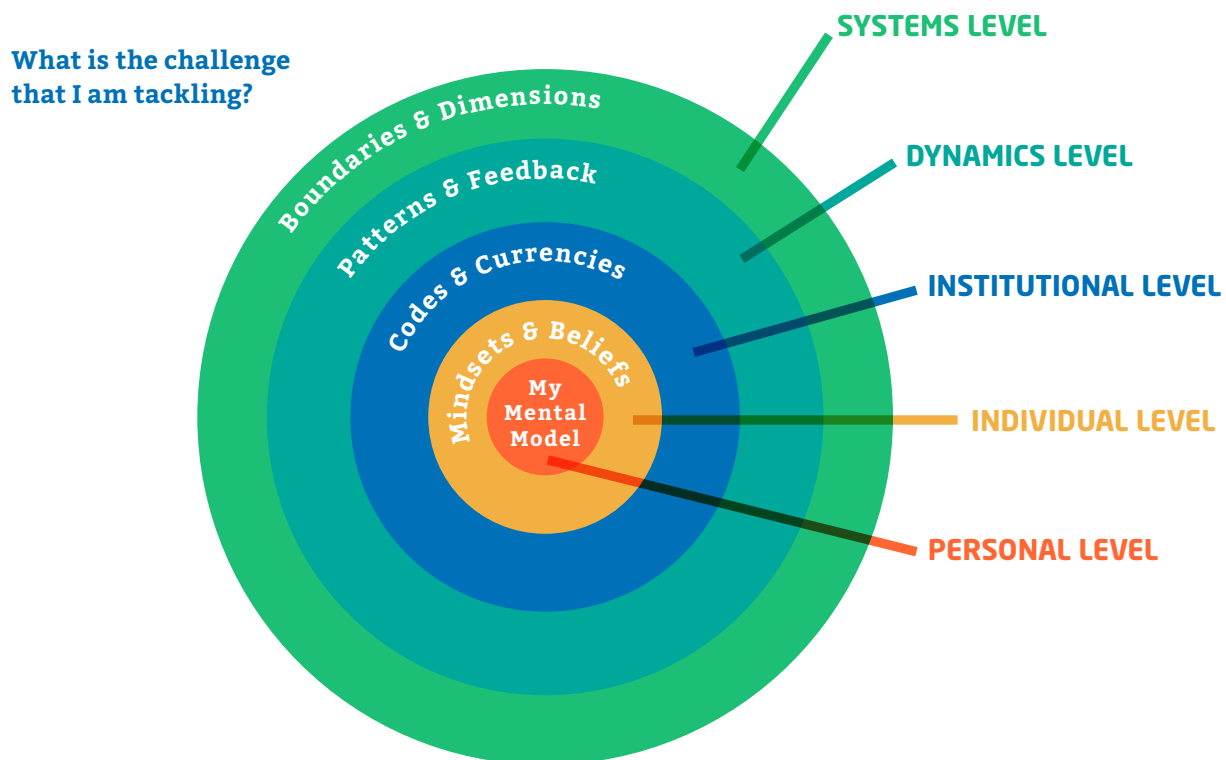 What is the challenge
that I am tackling?
SYSTEMS LEVEL
Boundaries & Dimensions
DYNAMICS LEVEL
Patterns & Feedback
INSTITUTIONAL LEVEL
Codes & Currencies
Mindsets & Beliefs
INDIVIDUAL LEVEL
My
Mental
Model
PERSONAL LEVEL